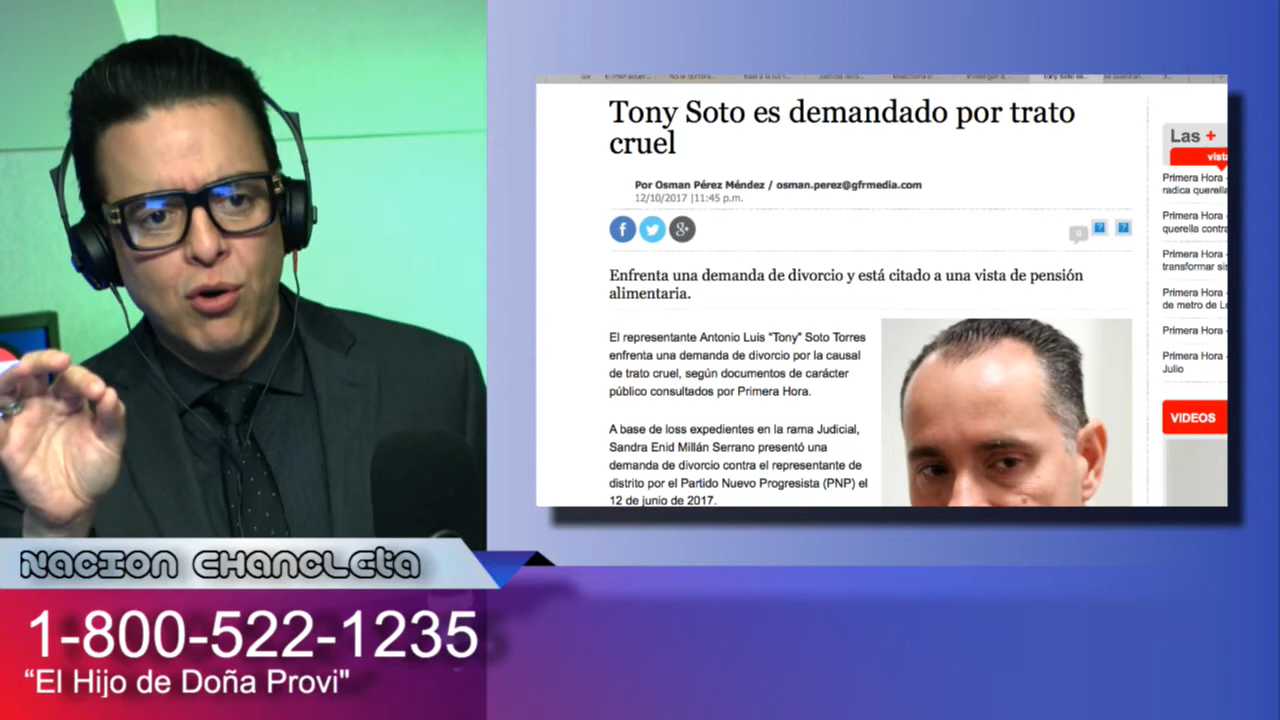 Tony Soto es
Tony Soto es demandado por trato
cruel
Por Osman Pérez Méndez / osman.perez@gfrmedia.com
12/10/2017 |11:45 p.m.
f
g+
0
?
?
Enfrenta una demanda de divorcio y está citado a una vista de pensión
alimentaria.
El representante Antonio Luis "Tony" Soto Torres
enfrenta una demanda de divorcio por la causal
de trato cruel, según documentos de carácter
público consultados por Primera Hora.
A base de loss expedientes en la rama Judicial,
Sandra Enid Millán Serrano presentó una
demanda de divorcio contra el representante de
distrito por el Partido Nuevo Progresista (PNP) el
12 de junio de 2017.
Las +
vista
Primera Hora -
radica querella
Primera Hora -
querella contra
Primera Hora -
transformar sis
Primera Hora -
de metro de Lo
Primera Hora -
Primera Hora -
Julio
VIDEOS
NACION CHANCLETA
1-800-522-1235
“El Hijo de Doña Provi"